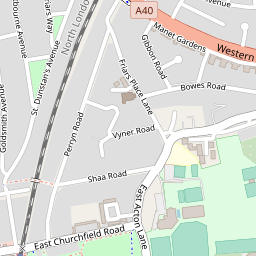 A40
Manet Gardens
Western
Gibbon Road
Bowes Road
Friars Place Lane
North Londo
St. Dunstan's Avenue
Goldsmith Avenue
Perryn Road
Vyner Road
Shaa Road
East Acton Lane
East Churchfield Road